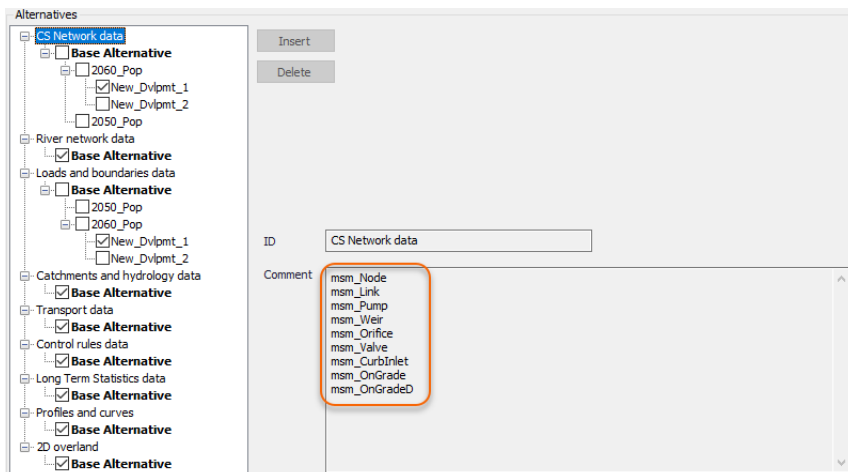 Alternatives
CS Network data
Base Alternative
2060_Pop
New_Dvlpmt_1
New_Dvlpmt_2
2050_Pop
River network data
Base Alternative
Loads and boundaries data
Base Alternative
2050_Pop
2060_Pop
New_Dvlpmt_1
New_Dvlpmt_2
Catchments and hydrology data
Base Alternative
Transport data
Base Alternative
Control rules data
Base Alternative
Long Term Statistics data
Base Alternative
Profiles and curves
Base Alternative
2D overland
Base Alternative
Insert
Delete
ID CS Network data
Comment
msm_Node
msm_Link
msm_Pump
msm_Weir
msm_Orifice
msm_Valve
msm_CurbInlet
msm_OnGrade
msm_OnGradeD